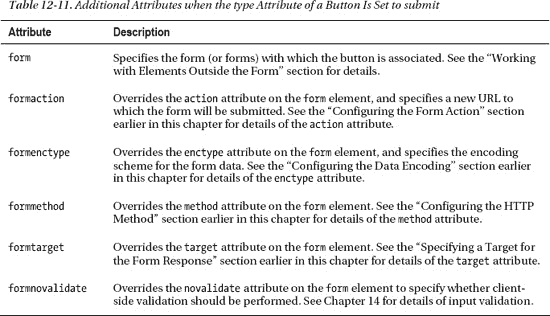 Table 12-11. Additional Attributes when the type Attribute of a Button Is Set to submit
Attribute Description
form Specifies the form (or forms) with which the button is associated. See the “Working
with Elements Outside the Form” section for details.
formaction Overrides the action attribute on the form element, and specifies a new URL to
which the form will be submitted. See the “Configuring the Form Action” section
earlier in this chapter for details of the action attribute.
formenctype Overrides the enctype attribute on the form element, and specifies the encoding
scheme for the form data. See the “Configuring the Data Encoding” section earlier
in this chapter for details of the enctype attribute.
formmethod Overrides the method attribute on the form element. See the “Configuring the HTTP
Method” section earlier in this chapter for details of the method attribute.
formtarget Overrides the target attribute on the form element. See the “Specifying a Target for
the Form Response” section earlier in this chapter for details of the target attribute.
formnovalidate Overrides the novalidate attribute on the form element to specify whether client-
side validation should be performed. See Chapter 14 for details of input validation.